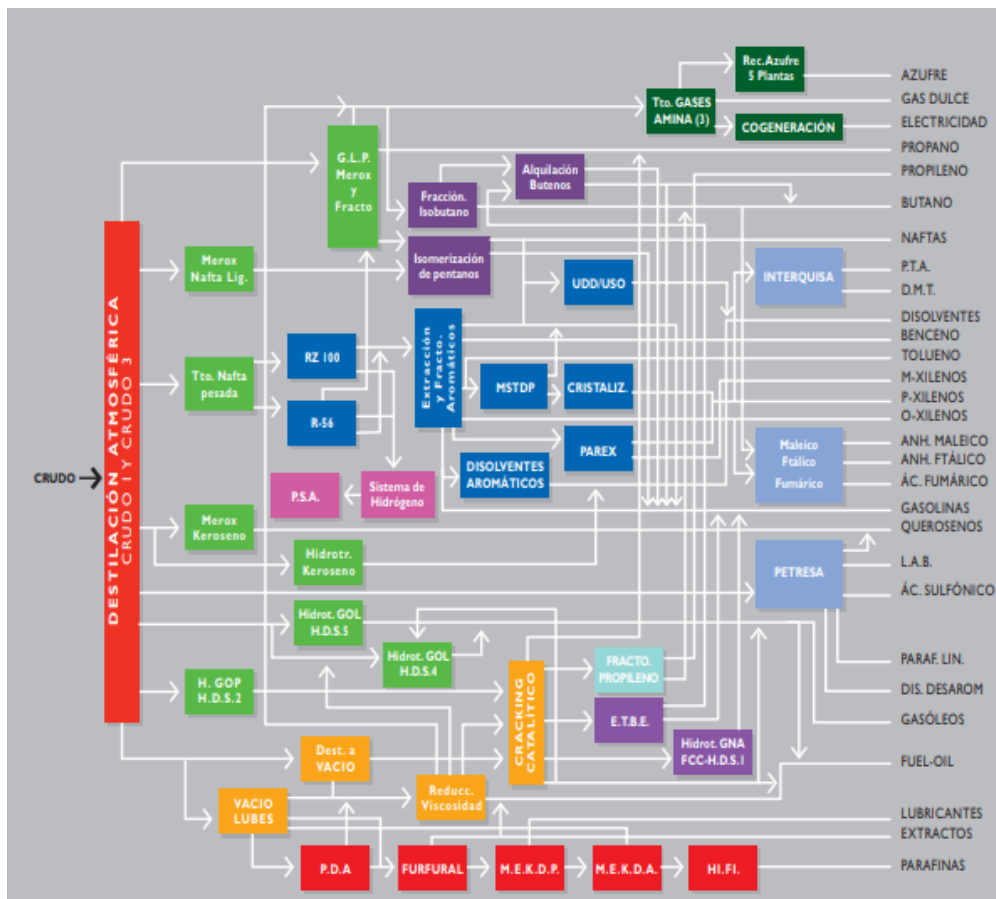 CRUDO
DESTILACIÓN ATMOSFÉRICA
CRUDO 1 Y CRUDO 3
Merox
Nafta Lig.
Tto. Nafta
pesada
Merox
Keroseno
H. GOP
H.D.S.2
VACIO
LUBES
G.L.P.
Merox
y
Fracto
RZ 100
R-56
P.S.A.
Sistema de
Hidrógeno
Hidrotr.
Keroseno
Hidrot. GOL
H.D.S.5
Hidrot. GOL
H.D.S.4
Dest. a
VACIO
Reducc.
Viscosidad
P.D.A
FURFURAL
M.E.K.D.P.
M.E.K.D.A.
HI.FI.
Fracción.
Isobutano
Isomerización
de pentanos
Alquilación
Butenos
Extracción
y Fracto.
Aromáticos
UDD/USO
MSTDP
CRISTALIZ.
PAREX
DISOLVENTES
AROMÁTICOS
CRACKING
CATALÍTICO
FRACTO.
PROPILENO
E.T.B.E.
Hidrot. GNA
FCC-H.D.S.1
Tto. GASES
AMINA (3)
Rec.Azufre
5 Plantas
COGENERACIÓN
INTERQUISA
Maleico
Ftálico
Fumárico
PETRESA
AZUFRE
GAS DULCE
ELECTRICIDAD
PROPANO
PROPILENO
BUTANO
NAFTAS
P.T.A.
D.M.T.
DISOLVENTES
BENCENO
TOLUENO
M-XILENOS
P-XILENOS
O-XILENOS
ANH. MALEICO
ANH. FTÁLICO
ÁC. FUMÁRICO
GASOLINAS
QUEROSENOS
L.A.B.
ÁC. SULFÓNICO
PARAF. LIN.
DIS. DESAROM
GASÓLEOS
FUEL-OIL
LUBRICANTES
EXTRACTOS
PARAFINAS